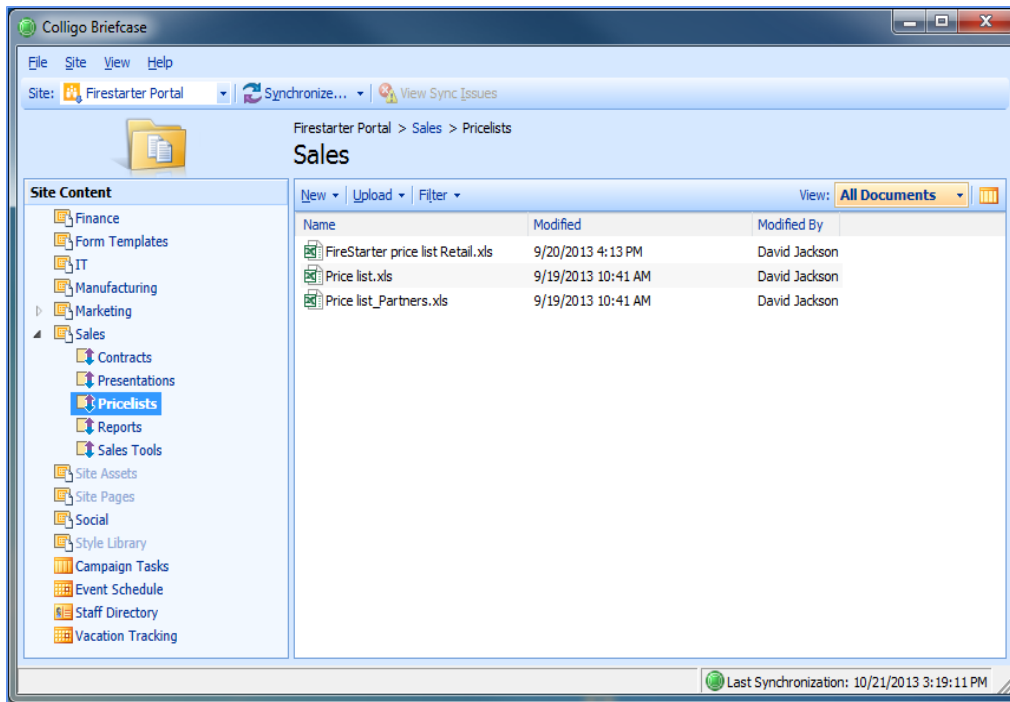 Colligo Briefcase
File Site View Help
Site: Firestarter Portal Synchronize... View Sync Issues
Firestarter Portal > Sales > Pricelists
Sales
Site Content
Finance
Form Templates
IT
Manufacturing
Marketing
Sales
Contracts
Presentations
Pricelists
Reports
Sales Tools
Site Assets
Site Pages
Social
Style Library
Campaign Tasks
Event Schedule
Staff Directory
Vacation Tracking
New Upload Filter View: All Documents
Name Modified Modified By
FireStarter price list Retail.xls 9/20/2013 4:13 PM David Jackson
Price list.xls 9/19/2013 10:41 AM David Jackson
Price list_Partners.xls 9/19/2013 10:41 AM David Jackson
Last Synchronization: 10/21/2013 3:19:11 PM